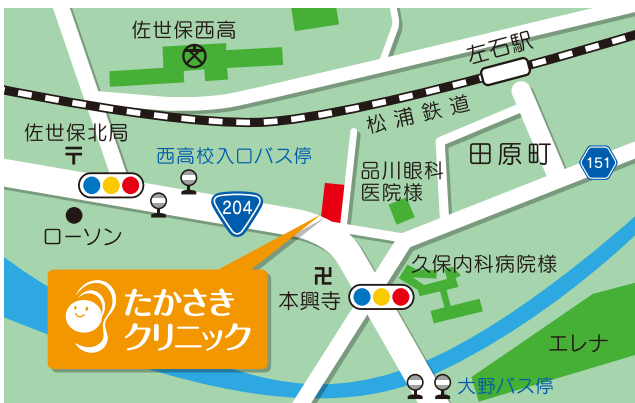 佐世保西高
左石駅
松浦鉄道
佐世保北局
西高校入口バス停
品川眼科
医院様
田原町
151
204
ローソン
久保内科病院様
本興寺
たかさき
クリニック
エレナ
大野バス停